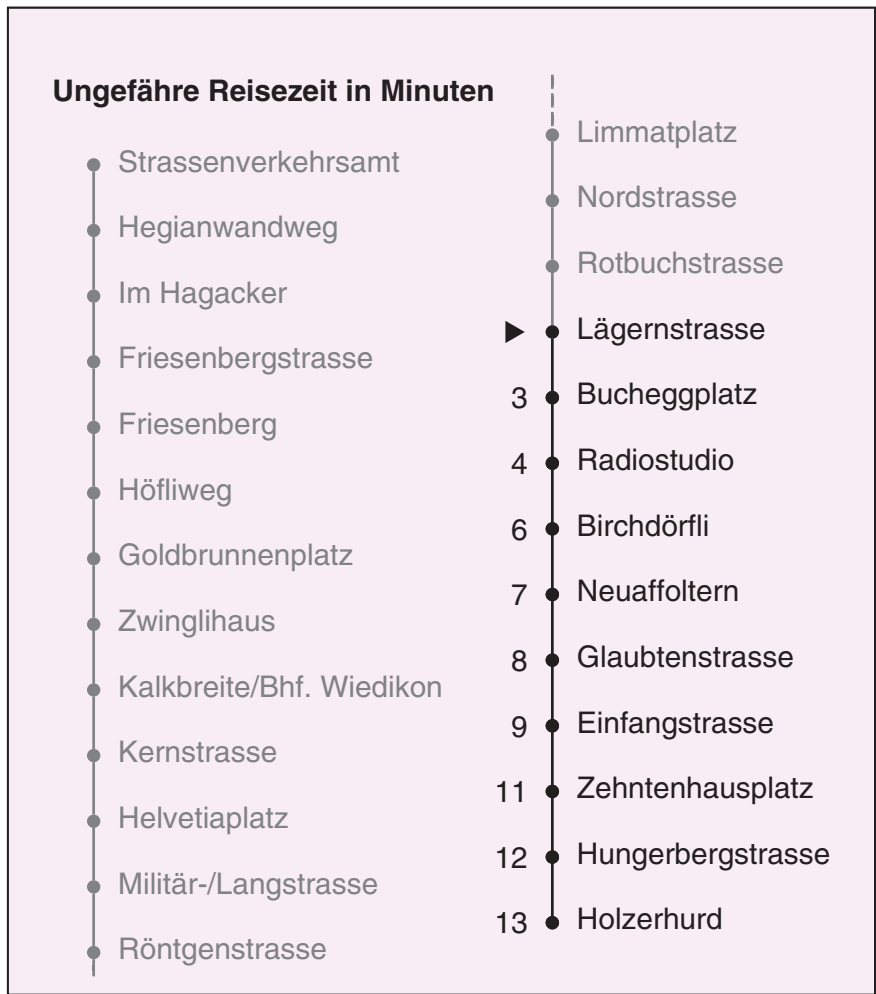 Ungefähre Reisezeit in Minuten
Strassenverkehrsamt
Hegianwandweg
Im Hagacker
Friesenbergstrasse
Friesenberg
Höfliweg
Goldbrunnenplatz
Zwinglihaus
Kalkbreite/Bhf. Wiedikon
Kernstrasse
Helvetiaplatz
Militär-/Langstrasse
Röntgenstrasse
Limmatplatz
Nordstrasse
Rotbuchstrasse
Lägernstrasse
3 Bucheggplatz
4 Radiostudio
6 Birchdörfli
7 Neuaffoltern
8 Glaubtenstrasse
9 Einfangstrasse
11 Zehntenhausplatz
12 Hungerbergstrasse
13 Holzerhurd